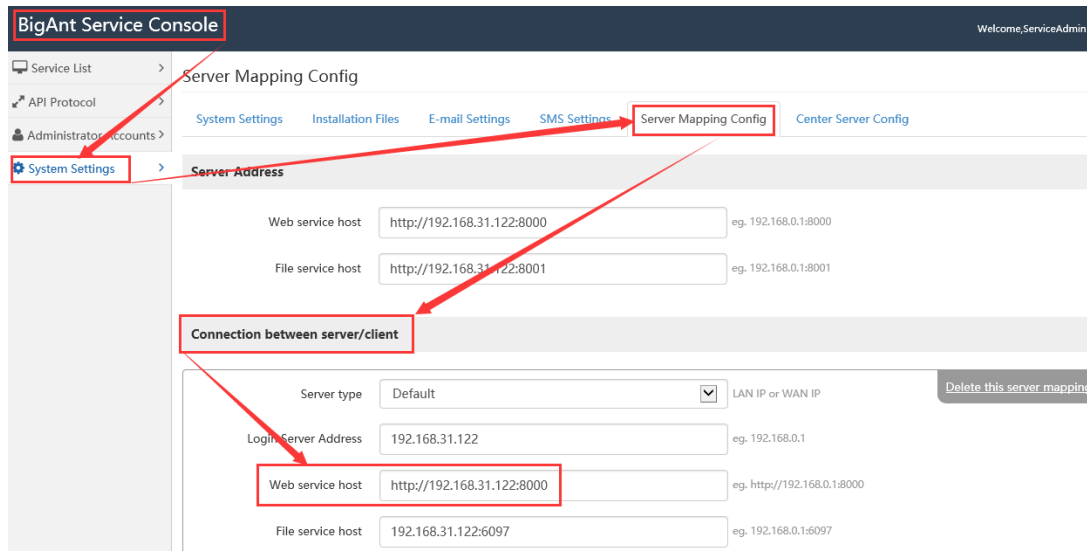 BigAnt Service Console
Welcome,ServiceAdmin
Service List
API Protocol
Administrator Accounts
System Settings
Server Mapping Config
System Settings Installation Files E-mail Settings SMS Settings Server Mapping Config Center Server Config
Server Address
Web service host http://192.168.31.122:8000 eg. 192.168.0.1:8000
File service host http://192.168.31.122:8001 eg. 192.168.0.1:8001
Connection between server/client
Delete this server mapping
Server type Default LAN IP or WAN IP
Login Server Address 192.168.31.122 eg. 192.168.0.1
Web service host http://192.168.31.122:8000 eg. http://192.168.0.1:8000
File service host 192.168.31.122:6097 eg. 192.168.0.1:6097